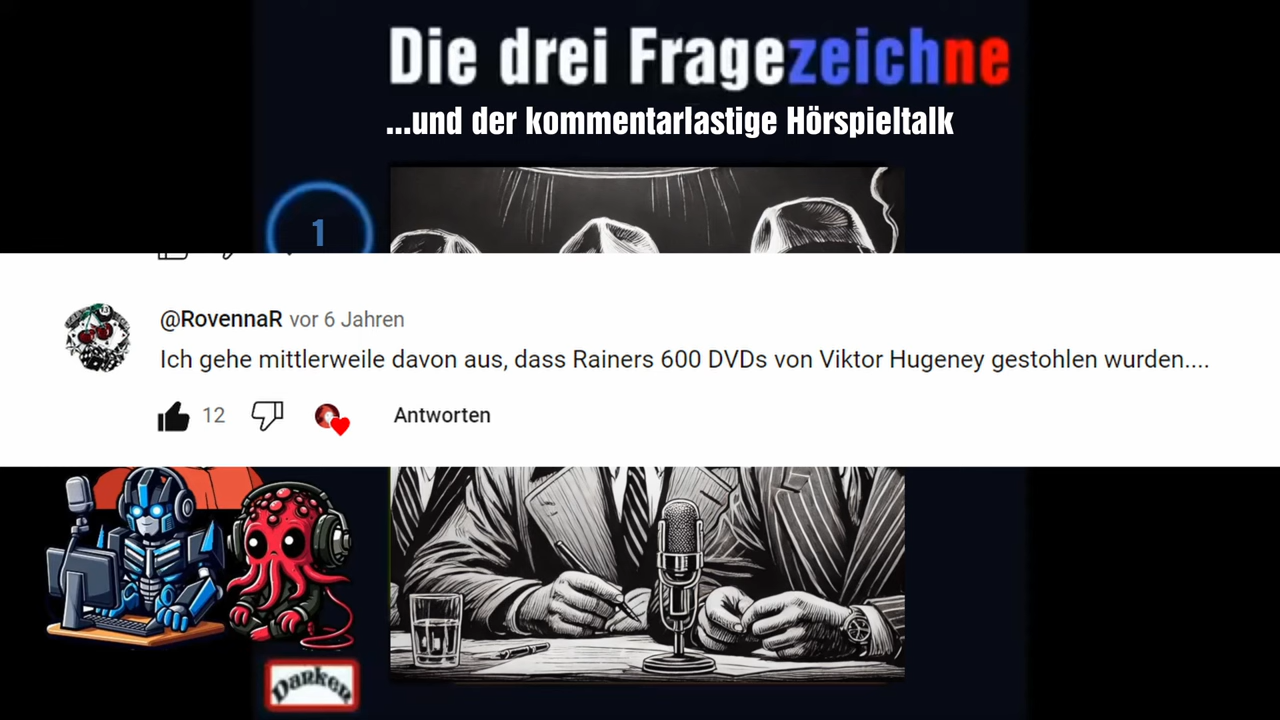 Die drei Fragezeichne
...und der kommentarlastige Hörspieltalk
1
@RovennaR vor 6 Jahren
Ich gehe mittlerweile davon aus, dass Rainers 600 DVDs von Viktor Hugeney gestohlen wurden....
12 Antworten
Danken